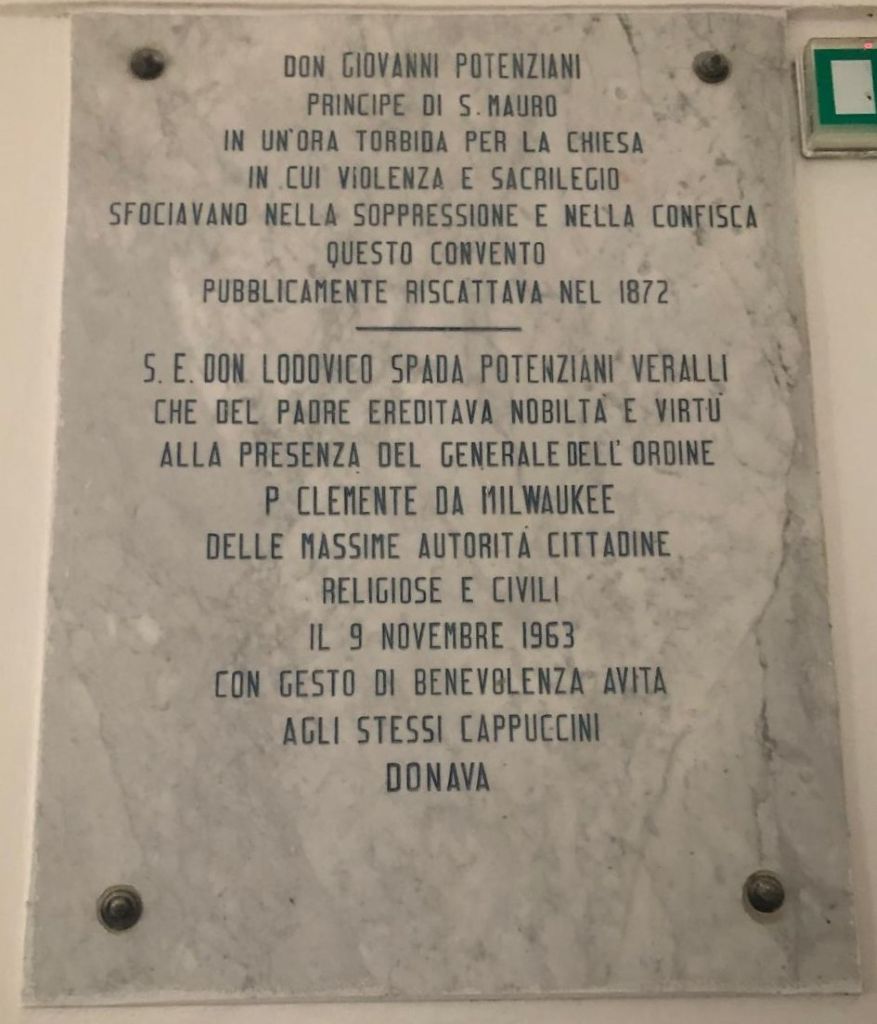 DON GIOVANNI POTENZIANI
PRINCIPE DI S. MAURO
IN UN'ORA TORBIDA PER LA CHIESA
IN CUI VIOLENZA E SACRILEGIO
SFOCIAVANO NELLA SOPPRESSIONE E NELLA CONFISCA
QUESTO CONVENTO
PUBBLICAMENTE RISCATTAVA NEL 1872
S. E. DON LODOVICO SPADA POTENZIANI VERALLI
CHE DEL PADRE EREDITAVA NOBILTÀ E VIRTÙ
ALLA PRESENZA DEL GENERALE DELL'ORDINE
P CLEMENTE DA MILWAUKEE
DELLE MASSIME AUTORITÀ CITTADINE
RELIGIOSE E CIVILI
IL 9 NOVEMBRE 1963
CON GESTO DI BENEVOLENZA AVITA
AGLI STESSI CAPPUCCINI
DONAVA